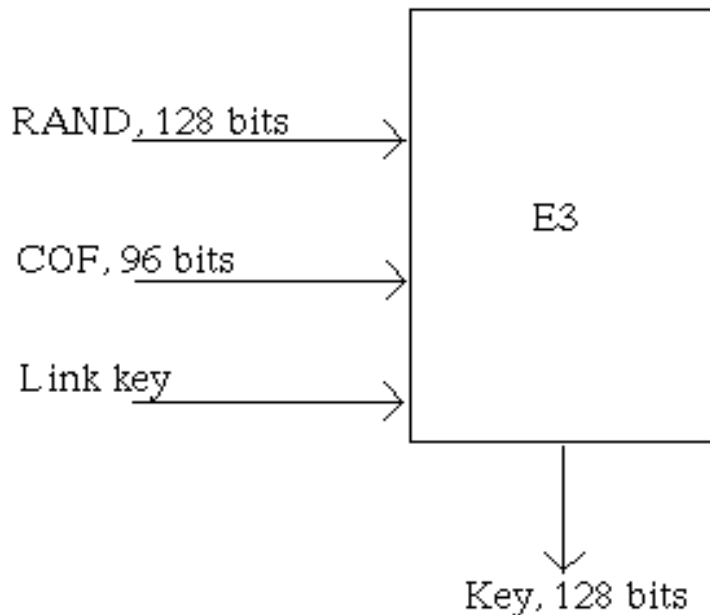 RAND, 128 bits
E3
COF, 96 bits
Link key
Key, 128 bits